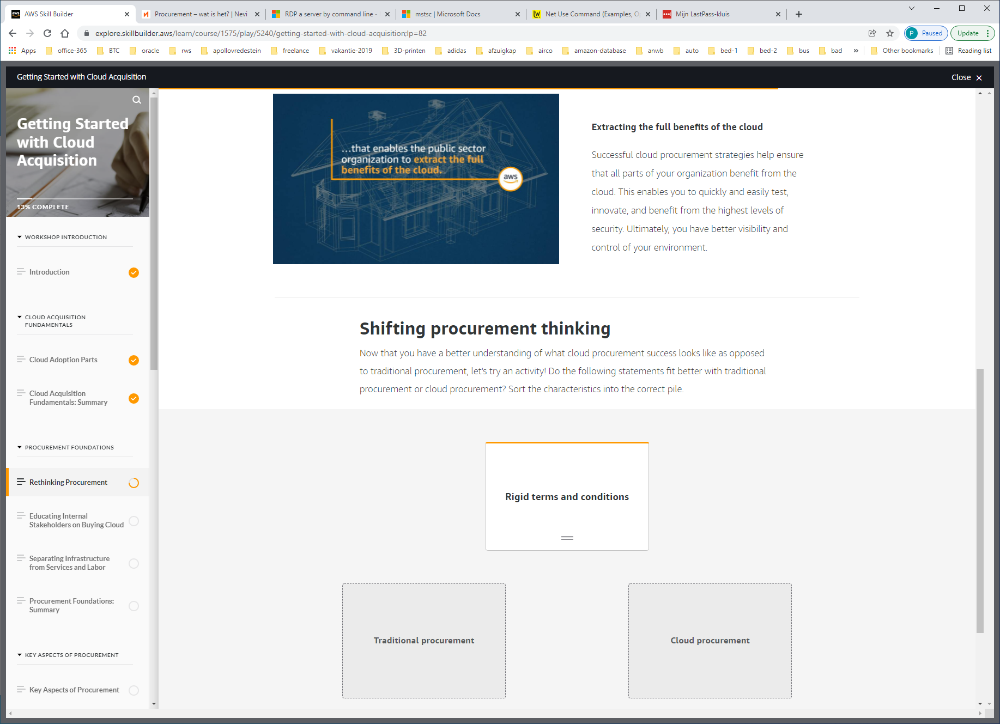 AWS Skill Builder
Procurement – wat is het? | Nevi
RDP a server by command line -
mstsc | Microsoft Docs
Net Use Command (Examples, O
Mijn LastPass-kluis
explore.skillbuilder.aws/learn/course/1575/play/5240/getting-started-with-cloud-acquisition;lp=82
P Paused
Update
Apps office-365 BTC oracle rws apollovredestein freelance vakantie-2019 3D-printen adidas afzuigkap airco amazon-database anwb auto bed-1 bed-2 bus bad » Other bookmarks Reading list
Getting Started with Cloud Acquisition
Close
Getting Started
with Cloud
Acquisition
13% COMPLETE
WORKSHOP INTRODUCTION
Introduction
CLOUD ACQUISITION
FUNDAMENTALS
Cloud Adoption Parts
Cloud Acquisition
Fundamentals: Summary
PROCUREMENT FOUNDATIONS
Rethinking Procurement
Educating Internal
Stakeholders on Buying Cloud
Separating Infrastructure
from Services and Labor
Procurement Foundations:
Summary
KEY ASPECTS OF PROCUREMENT
Key Aspects of Procurement
...that enables the public sector
organization to extract the full
benefits of the cloud.
aws
Extracting the full benefits of the cloud
Successful cloud procurement strategies help ensure
that all parts of your organization benefit from the
cloud. This enables you to quickly and easily test,
innovate, and benefit from the highest levels of
security. Ultimately, you have better visibility and
control of your environment.
Shifting procurement thinking
Now that you have a better understanding of what cloud procurement success looks like as opposed
to traditional procurement, let's try an activity! Do the following statements fit better with traditional
procurement or cloud procurement? Sort the characteristics into the correct pile.
Rigid terms and conditions
Traditional procurement
Cloud procurement